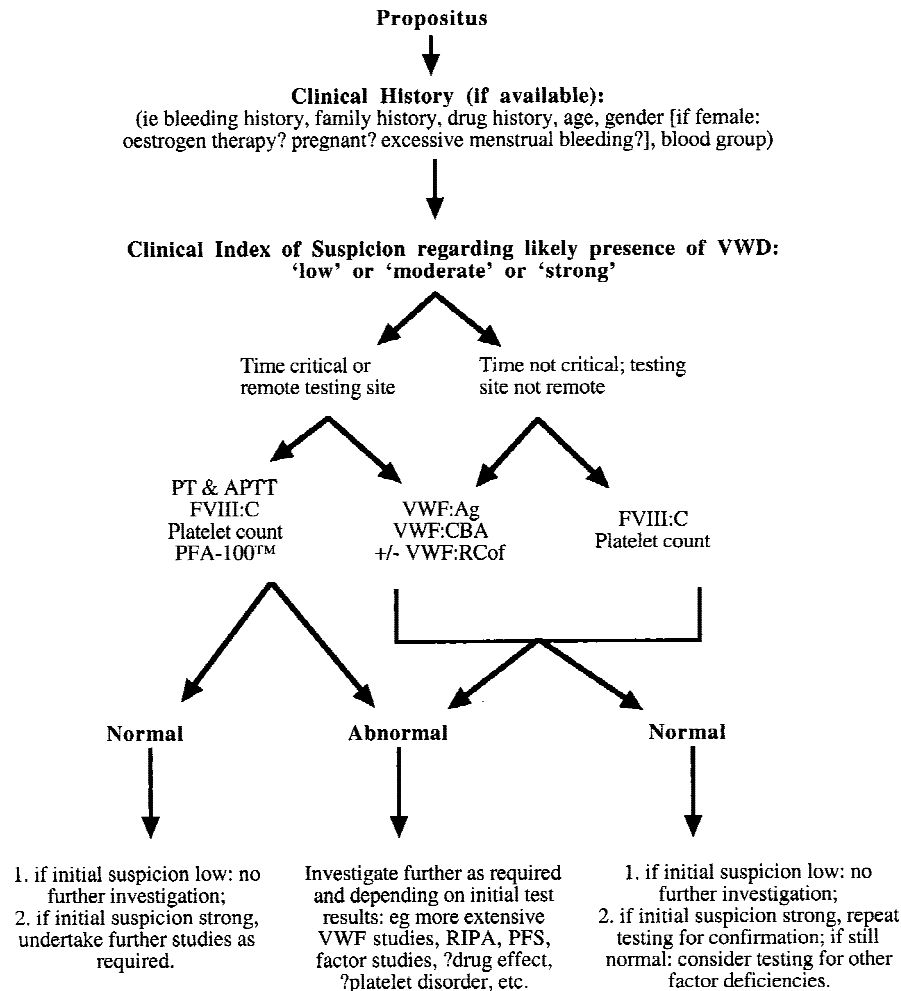 Propositus
Clinical History (if available):
(ie bleeding history, family history, drug history, age, gender [if female:
oestrogen therapy? pregnant? excessive menstrual bleeding?], blood group)
Clinical Index of Suspicion regarding likely presence of VWD:
‘low’ or ‘moderate’ or ‘strong’
Time critical or
remote testing site
Time not critical; testing
site not remote
PT & APTT
FVIII:C
Platelet count
PFA-100™
VWF:Ag
VWF:CBA
+/- VWF:RCof
FVIII:C
Platelet count
Normal
Abnormal
Normal
1. if initial suspicion low: no
further investigation;
2. if initial suspicion strong,
undertake further studies as
required.
Investigate further as required
and depending on initial test
results: eg more extensive
VWF studies, RIPA, PFS,
factor studies, ?drug effect,
?platelet disorder, etc.
1. if initial suspicion low: no
further investigation;
2. if initial suspicion strong, repeat
testing for confirmation; if still
normal: consider testing for other
factor deficiencies.